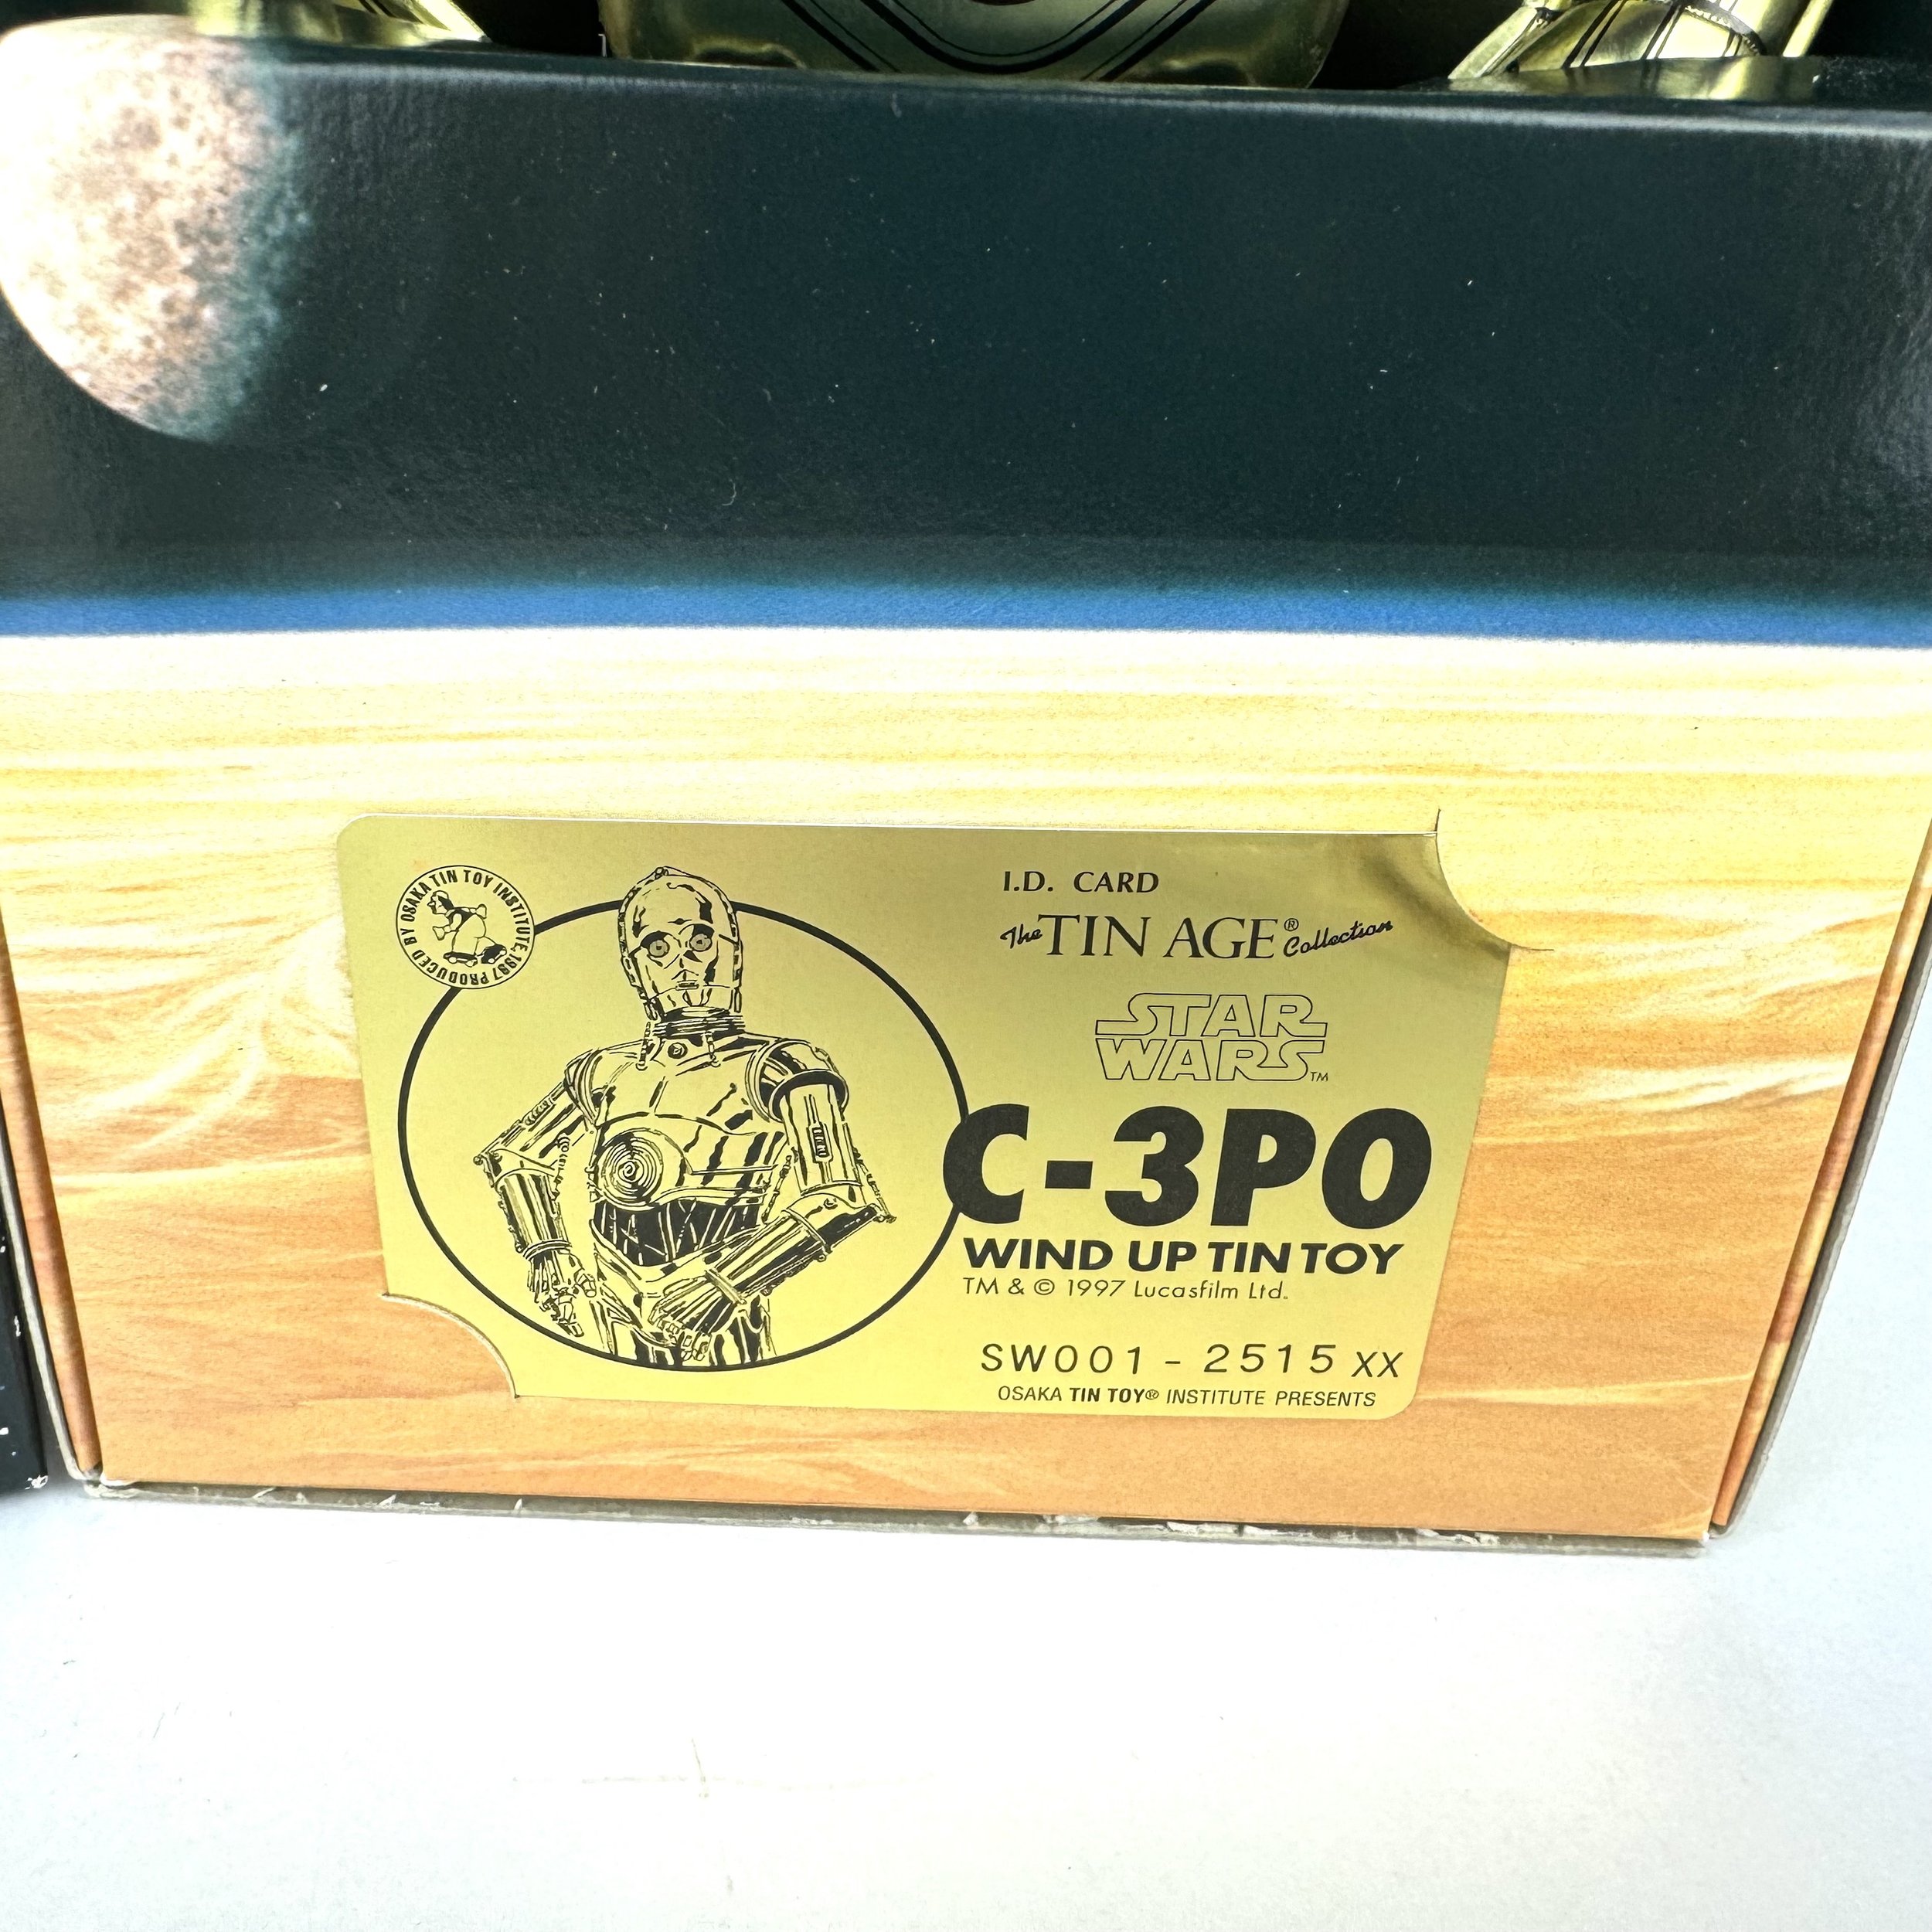 PRODUCED BY OSAKA TIN TOY INSTITUTE, 1997
I.D. CARD
The TIN AGE® Collection
STAR
WARS™
C-3PO
WIND UP TIN TOY
TM & © 1997 Lucasfilm Ltd.
SW001 - 2515 XX
OSAKA TIN TOY® INSTITUTE PRESENTS